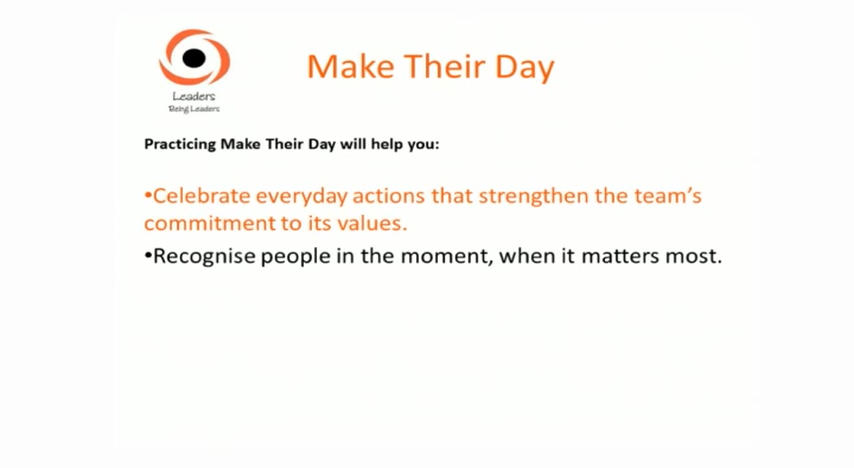 Make Their Day
Leaders
Being Leaders
Practicing Make Their Day will help you:
•Celebrate everyday actions that strengthen the team’s
commitment to its values.
•Recognise people in the moment, when it matters most.